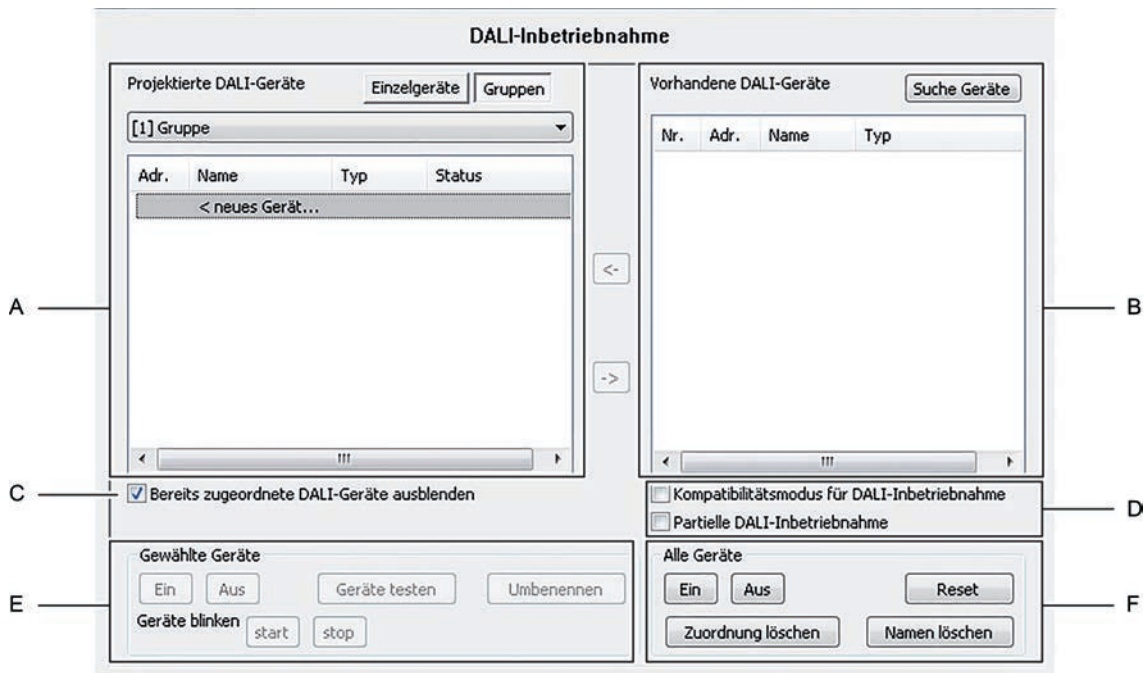 DALI-Inbetriebnahme
Projektierte DALI-Geräte
Einzelgeräte
Gruppen
[1] Gruppe
Adr. Name Typ Status
< neues Gerät...
Vorhandene DALI-Geräte
Suche Geräte
Nr. Adr. Name Typ
<-
->
A
B
C
Bereits zugeordnete DALI-Geräte ausblenden
Kompatibilitätsmodus für DALI-Inbetriebnahme
Partielle DALI-Inbetriebnahme
D
E
Gewählte Geräte
Ein Aus Geräte testen Umbenennen
Geräte blinken start stop
Alle Geräte
Ein Aus Reset
Zuordnung löschen Namen löschen
F